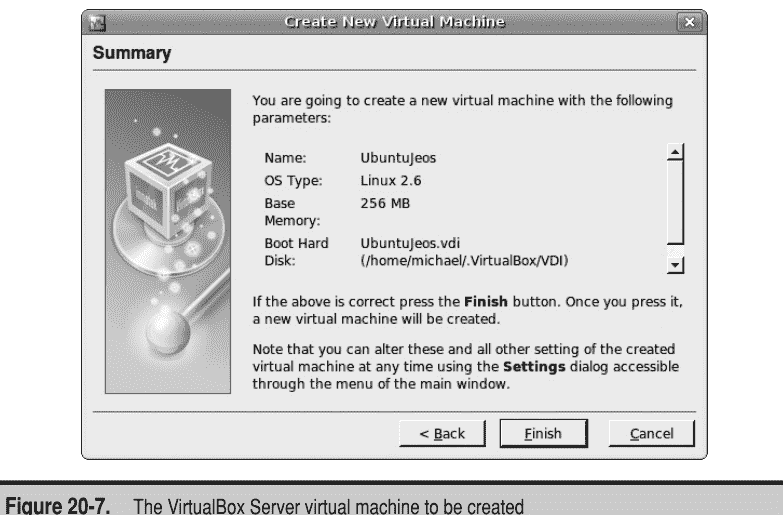 Create New Virtual Machine
Summary
You are going to create a new virtual machine with the following
parameters:
Name: UbuntuJeos
OS Type: Linux 2.6
Base 256 MB
Memory:
Boot Hard UbuntuJeos.vdi
Disk: (/home/michael/.VirtualBox/VDI)
If the above is correct press the Finish button. Once you press it,
a new virtual machine will be created.
Note that you can alter these and all other setting of the created
virtual machine at any time using the Settings dialog accessible
through the menu of the main window.
< Back Finish Cancel
Figure 20-7. The VirtualBox Server virtual machine to be created